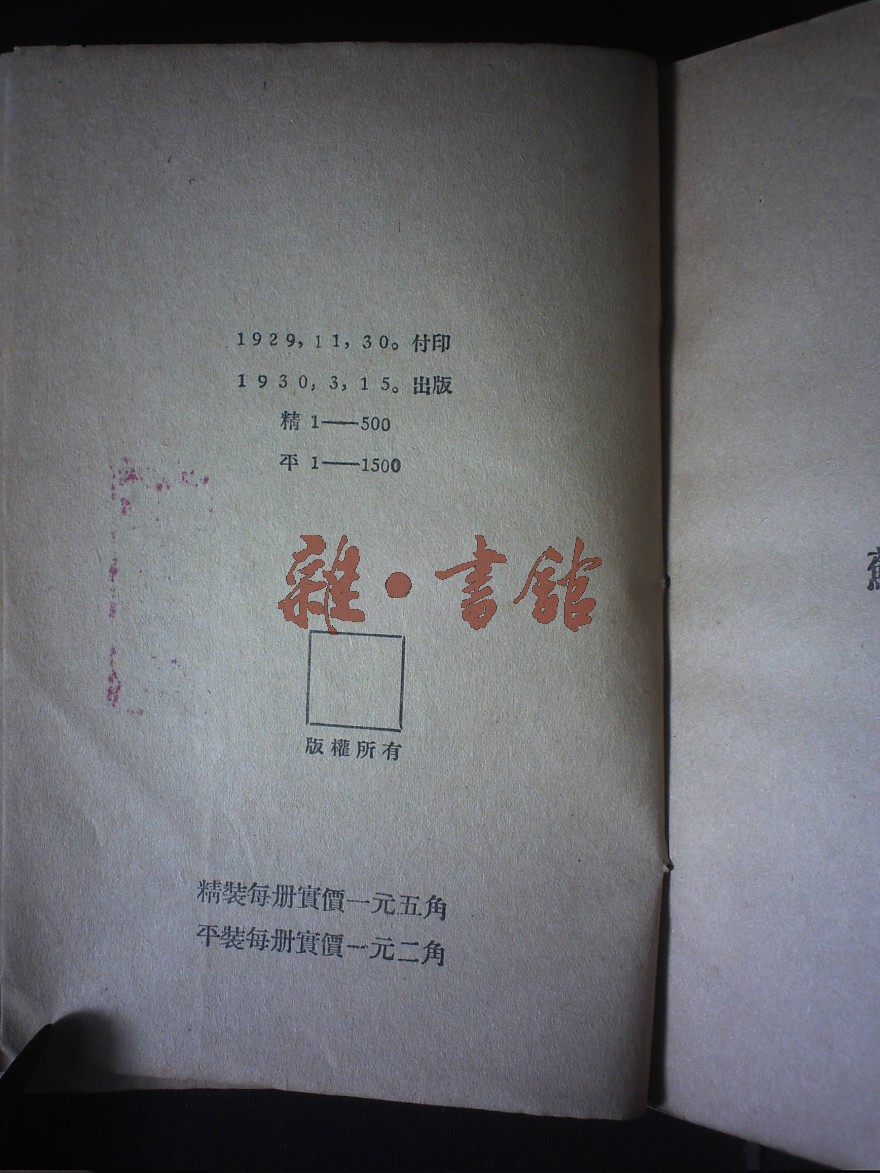 1929，11，30。付印
1930，3，15。出版
精 1——500
平 1——1500
雜·書館
版權所有
精裝每册實價一元五角
平裝每册實價一元二角